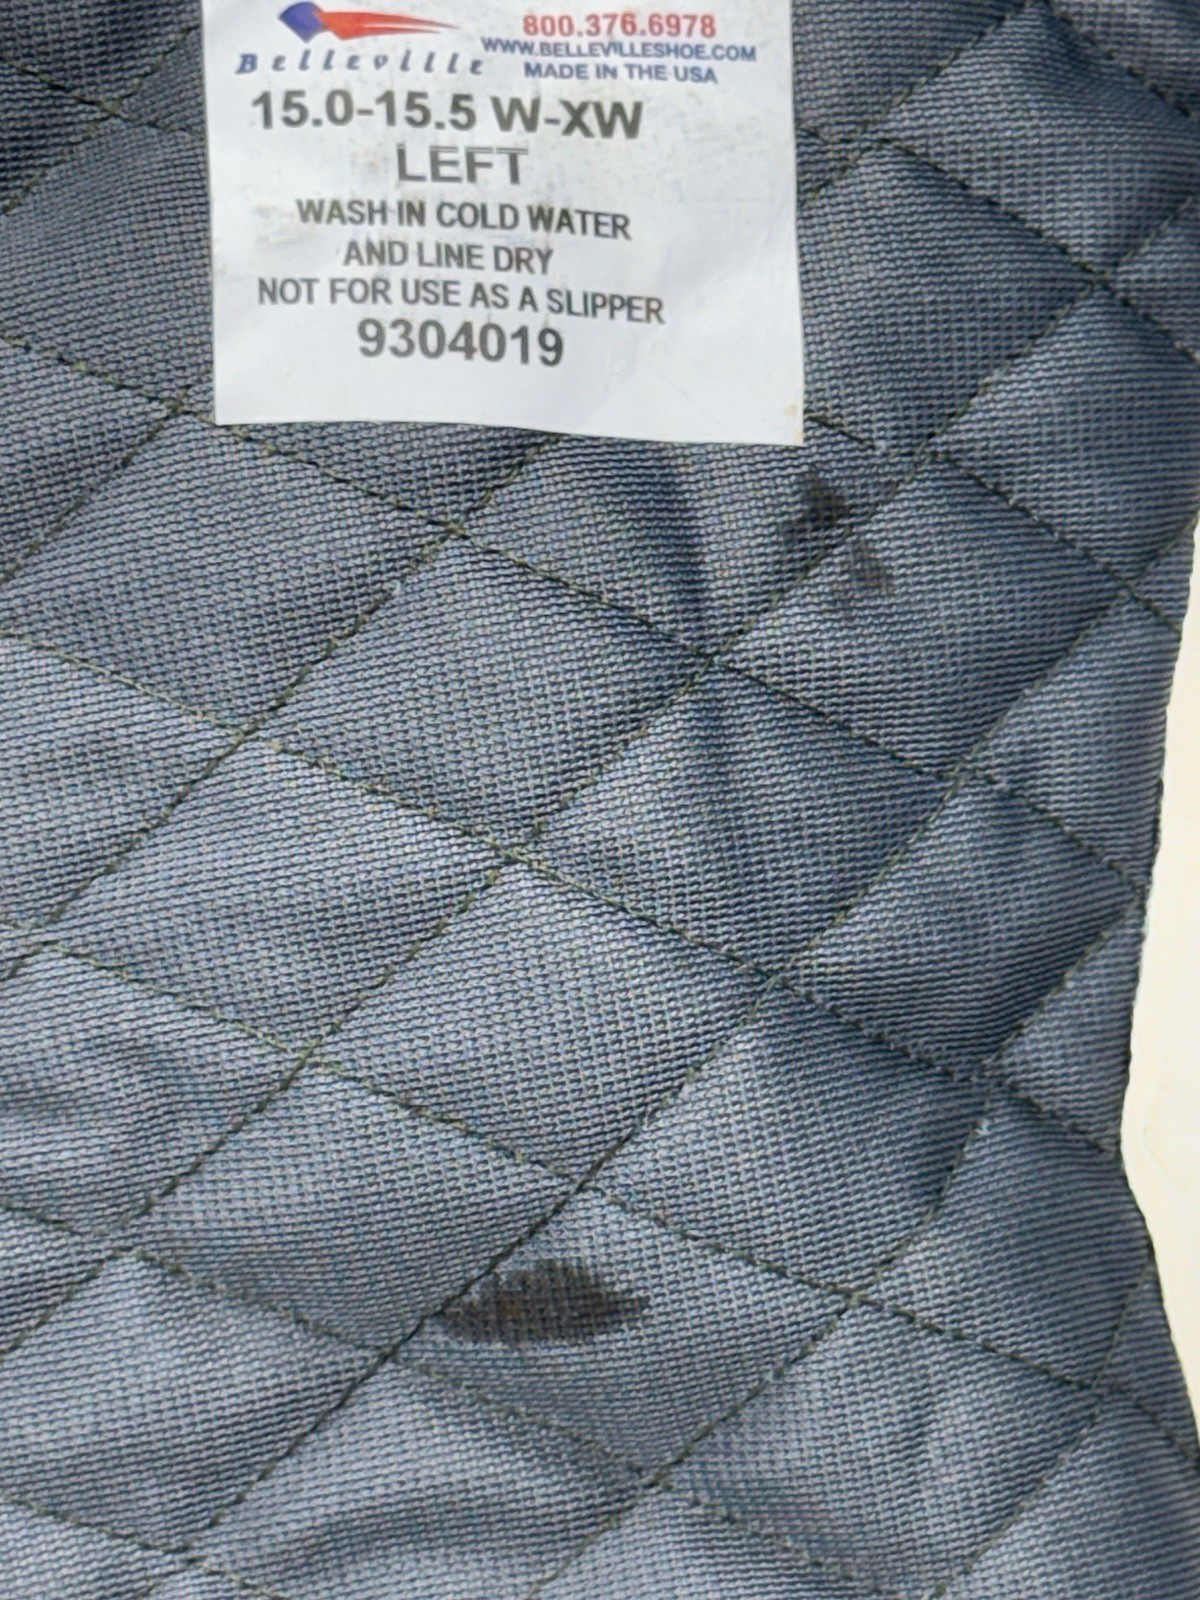 800.376.6978
Belleville WWW.BELLEVILLESHOE.COM
MADE IN THE USA
15.0-15.5 W-XW
LEFT
WASH IN COLD WATER
AND LINE DRY
NOT FOR USE AS A SLIPPER
9304019